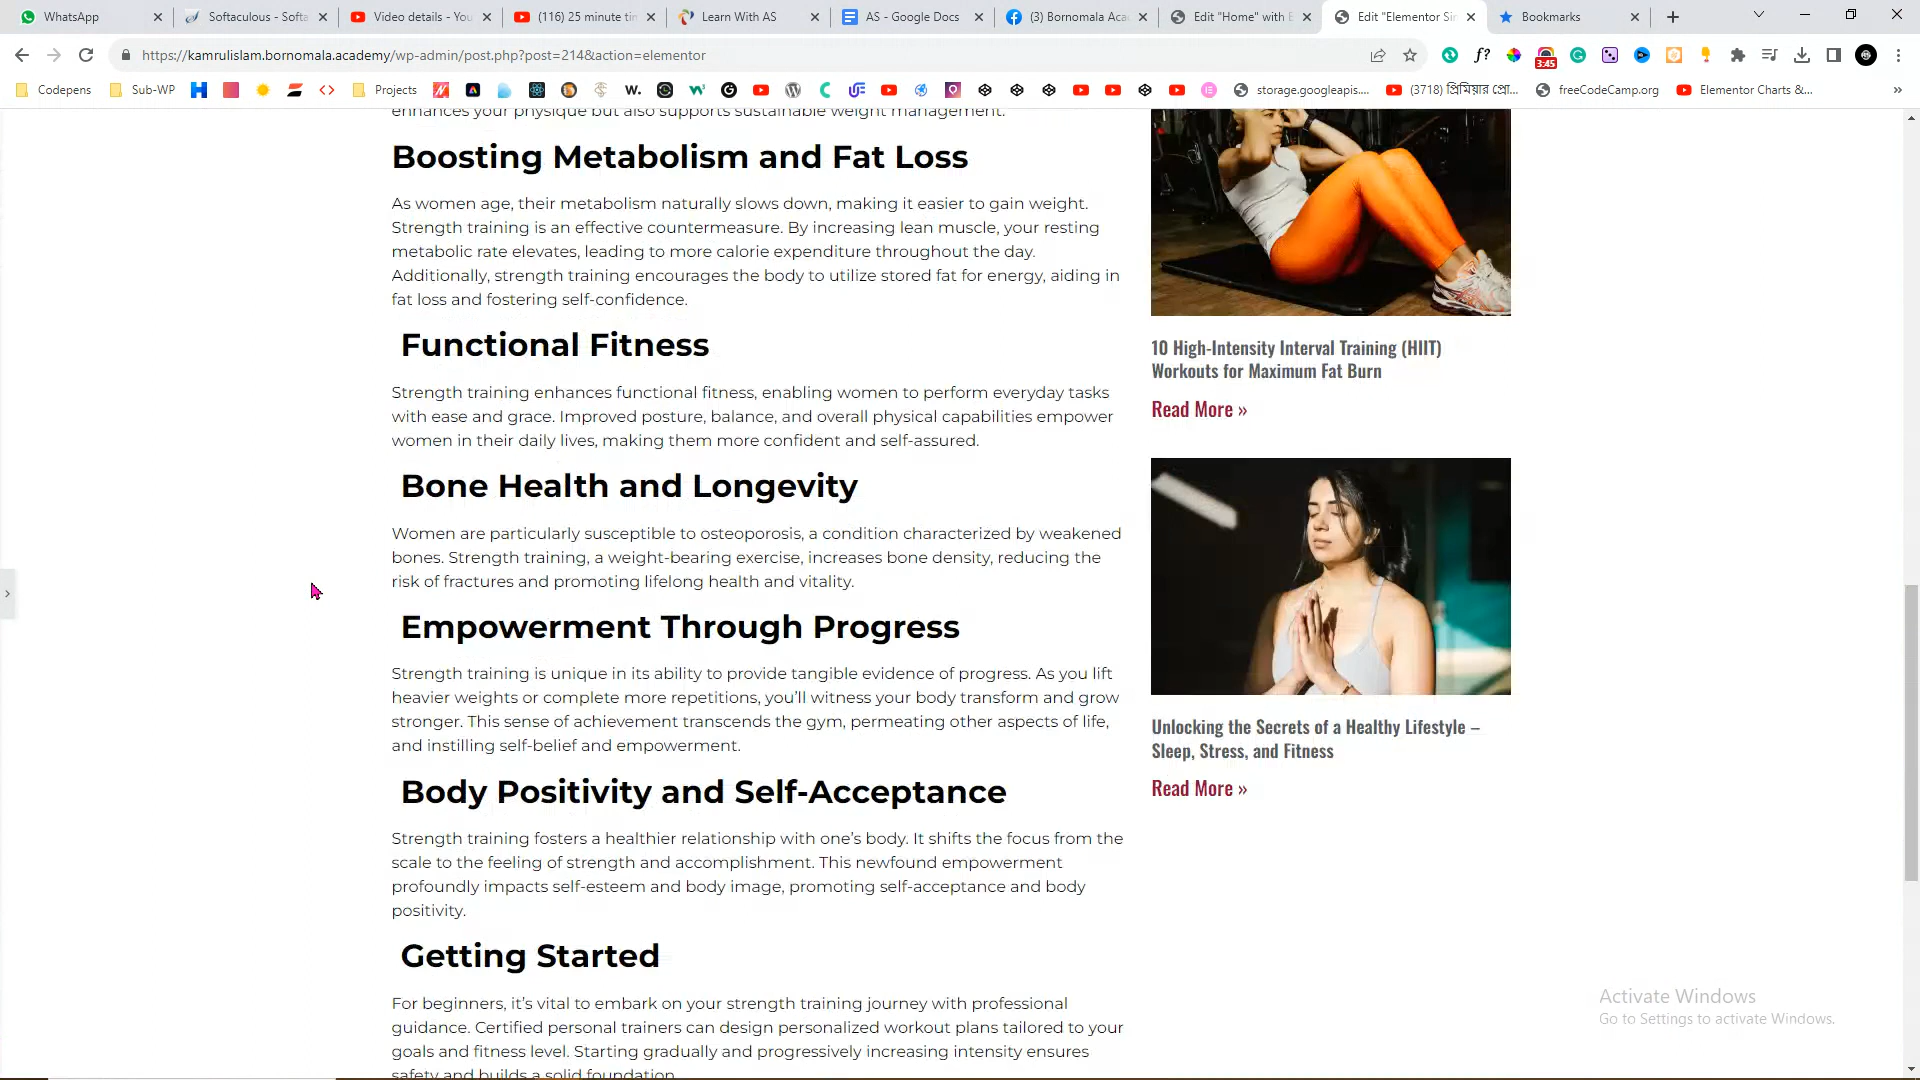 WhatsApp
Softaculous - Softa
Video details - You
(116) 25 minute tim
Learn With AS
AS - Google Docs
(3) Bornomala Aca
Edit "Home" with E
Edit "Elementor Sin
Bookmarks
https://kamrulislam.bornomala.academy/wp-admin/post.php?post=214&action=elementor
f?
3:45
Codepens
Sub-WP
Projects
storage.googleapis....
(3718) প্রিমিয়ার প্রো...
freeCodeCamp.org
Elementor Charts &...
enhances your physique but also supports sustainable weight management.
Boosting Metabolism and Fat Loss
As women age, their metabolism naturally slows down, making it easier to gain weight.
Strength training is an effective countermeasure. By increasing lean muscle, your resting
metabolic rate elevates, leading to more calorie expenditure throughout the day.
Additionally, strength training encourages the body to utilize stored fat for energy, aiding in
fat loss and fostering self-confidence.
Functional Fitness
Strength training enhances functional fitness, enabling women to perform everyday tasks
with ease and grace. Improved posture, balance, and overall physical capabilities empower
women in their daily lives, making them more confident and self-assured.
Bone Health and Longevity
Women are particularly susceptible to osteoporosis, a condition characterized by weakened
bones. Strength training, a weight-bearing exercise, increases bone density, reducing the
risk of fractures and promoting lifelong health and vitality.
Empowerment Through Progress
Strength training is unique in its ability to provide tangible evidence of progress. As you lift
heavier weights or complete more repetitions, you’ll witness your body transform and grow
stronger. This sense of achievement transcends the gym, permeating other aspects of life,
and instilling self-belief and empowerment.
Body Positivity and Self-Acceptance
Strength training fosters a healthier relationship with one’s body. It shifts the focus from the
scale to the feeling of strength and accomplishment. This newfound empowerment
profoundly impacts self-esteem and body image, promoting self-acceptance and body
positivity.
Getting Started
For beginners, it’s vital to embark on your strength training journey with professional
guidance. Certified personal trainers can design personalized workout plans tailored to your
goals and fitness level. Starting gradually and progressively increasing intensity ensures
safety and builds a solid foundation.
10 High-Intensity Interval Training (HIIT)
Workouts for Maximum Fat Burn
Read More »
Unlocking the Secrets of a Healthy Lifestyle –
Sleep, Stress, and Fitness
Read More »
Activate Windows
Go to Settings to activate Windows.